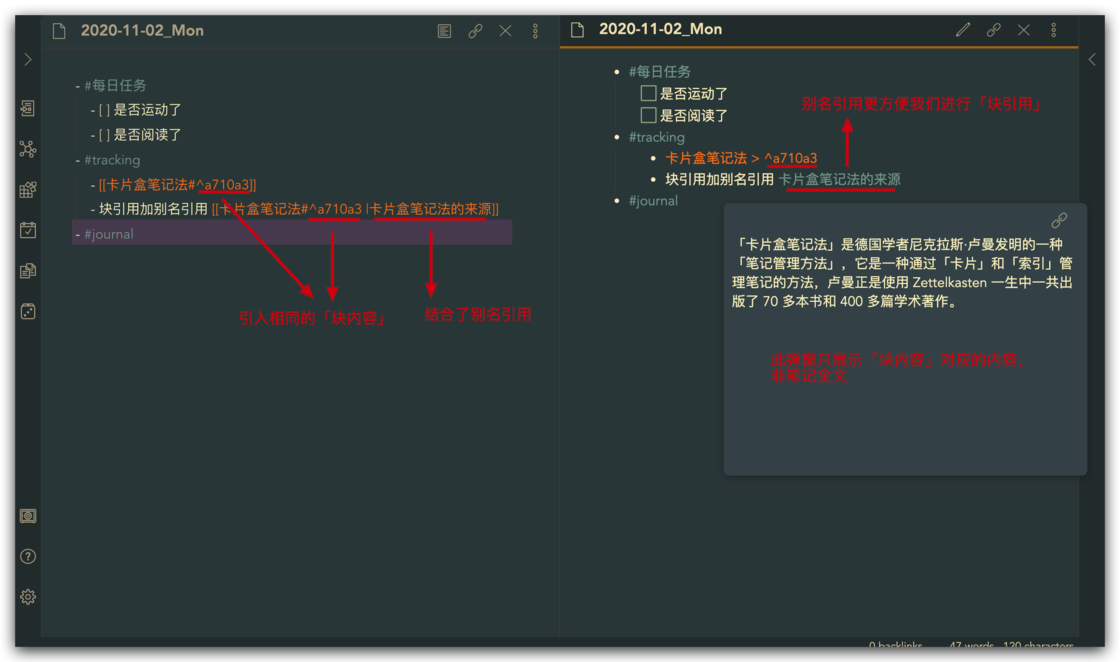 2020-11-02_Mon
- #每日任务
- [ ] 是否运动了
- [ ] 是否阅读了
- #tracking
- [[卡片盒笔记法#^a710a3]]
- 块引用加别名引用 [[卡片盒笔记法#^a710a3 |卡片盒笔记法的来源]]
- #journal
引入相同的「块内容」
结合了别名引用
2020-11-02_Mon
• #每日任务
是否运动了
是否阅读了
别名引用更方便我们进行「块引用」
• #tracking
• 卡片盒笔记法 > ^a710a3
• 块引用加别名引用 卡片盒笔记法的来源
• #journal
「卡片盒笔记法」是德国学者尼克拉斯·卢曼发明的一种
「笔记管理方法」，它是一种通过「卡片」和「索引」管
理笔记的方法，卢曼正是使用 Zettelkasten 一生中一共出
版了 70 多本书和 400 多篇学术著作。
此弹窗只展示「块内容」对应的内容，
非笔记全文
0 backlinks 47 words 120 characters